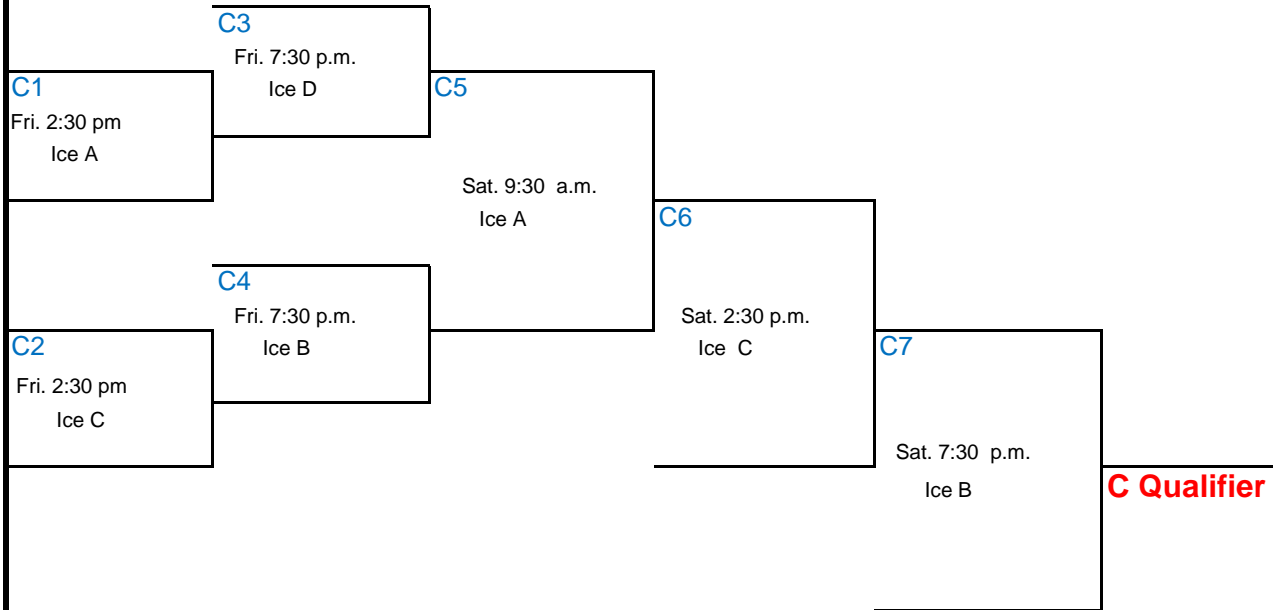 C3
Fri. 7:30 p.m.
Ice D
C1
Fri. 2:30 pm
Ice A
C5
Sat. 9:30 a.m.
Ice A
C6
C4
Fri. 7:30 p.m.
Ice B
Sat. 2:30 p.m.
Ice C
C2
Fri. 2:30 pm
Ice C
C7
Sat. 7:30 p.m.
Ice B
C Qualifier